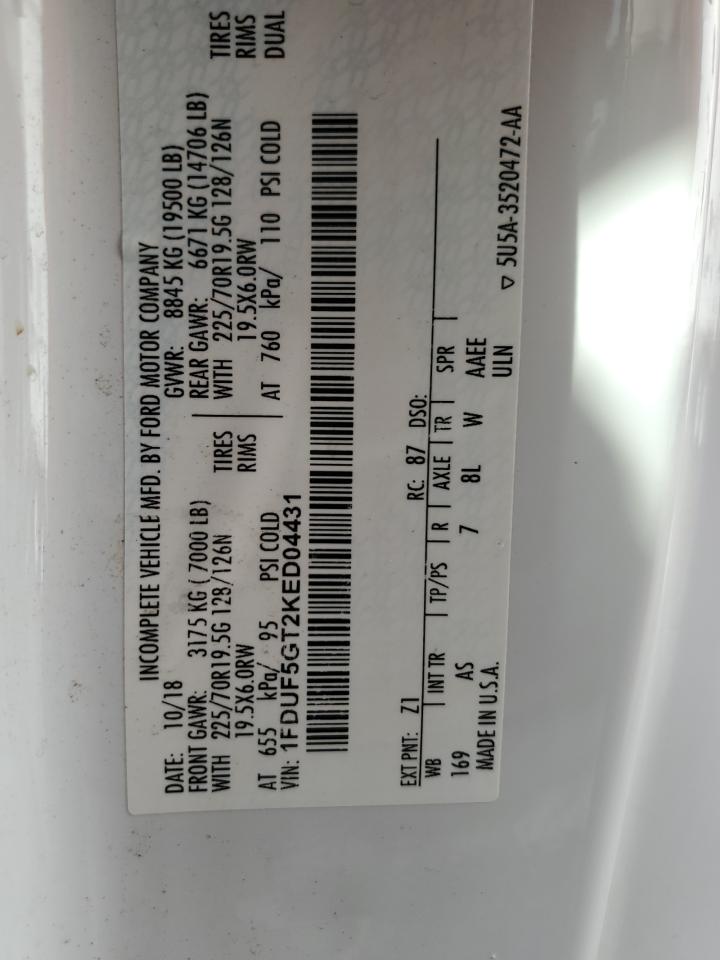 INCOMPLETE VEHICLE MFD. BY FORD MOTOR COMPANY
DATE: 10/18 GVWR: 8845 KG (19500 LB)
FRONT GAWR: 3175 KG ( 7000 LB) REAR GAWR: 6671 KG (14706 LB)
WITH 225/70R19.5G 128/126N TIRES WITH 225/70R19.5G 128/126N TIRES
19.5X6.0RW RIMS 19.5X6.0RW RIMS
AT 655 kPa/ 95 PSI COLD AT 760 kPa/ 110 PSI COLD DUAL
VIN: 1FDUF5GT2KED04431
EXT PNT: Z1 RC: 87 DSO:
WB INT TR TP/PS R AXLE TR SPR
169 AS 7 8L W AAEE
MADE IN U.S.A. ULN
▽ 5U5A-3520472-AA